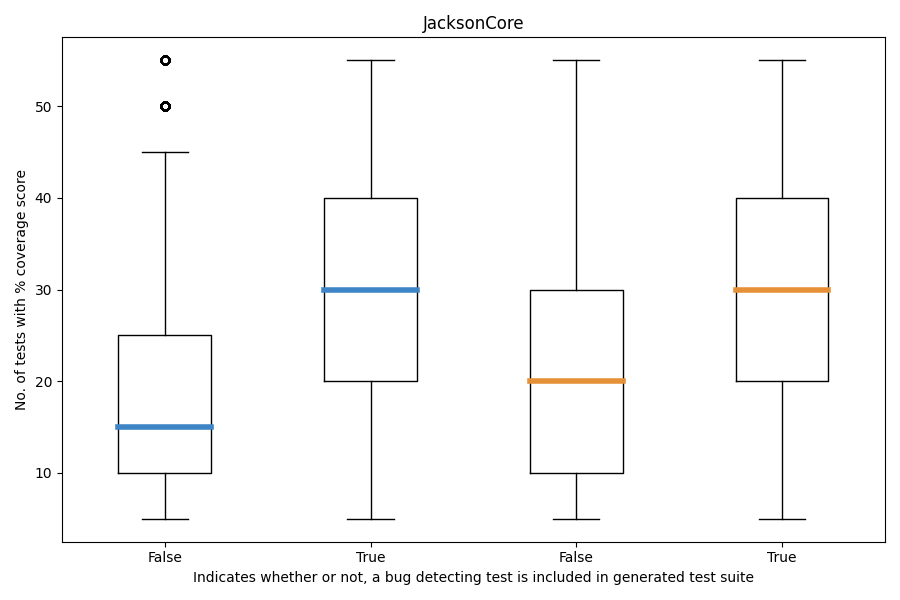 JacksonCore
No. of tests with % coverage score
50
40
30
20
10
False True False True
Indicates whether or not, a bug detecting test is included in generated test suite